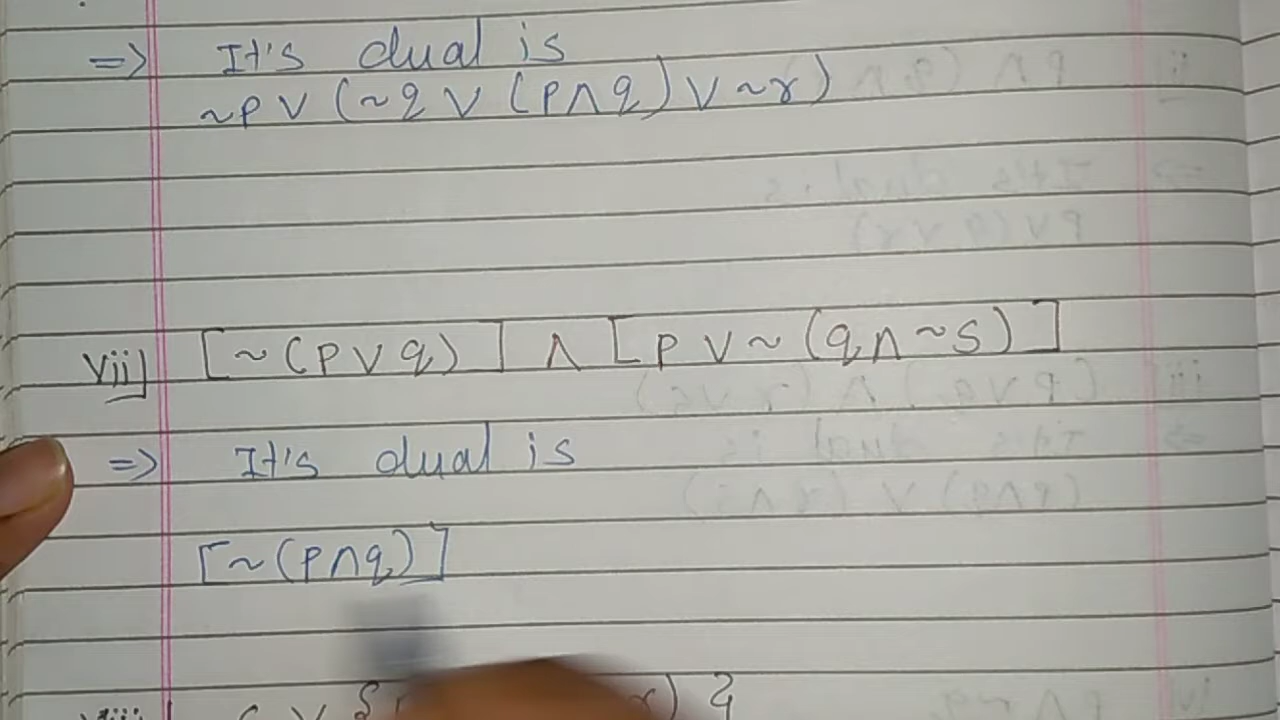 => It's dual is
~p ∨ (~q ∨ (p∧q) ∨ ~r)
vii] [~(p∨q)] ∧ [p ∨ ~(q∧~s)]
=> It's dual is
[~(p∧q)]